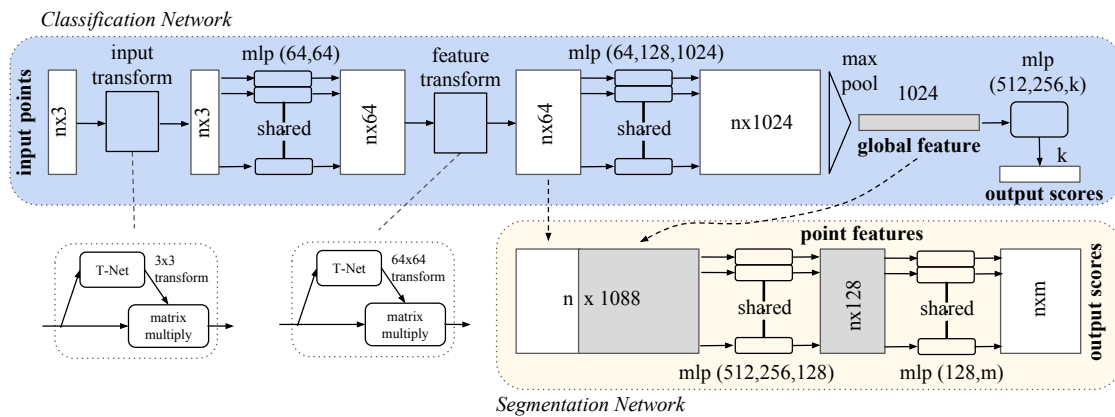 Classification Network
input points
nx3
input
transform
nx3
mlp (64,64)
shared
nx64
feature
transform
nx64
mlp (64,128,1024)
shared
nx1024
max
pool
1024
global feature
mlp
(512,256,k)
k
output scores
T-Net
3x3
transform
matrix
multiply
T-Net
64x64
transform
matrix
multiply
point features
n x 1088
shared
mlp (512,256,128)
nx128
shared
mlp (128,m)
nxm
output scores
Segmentation Network